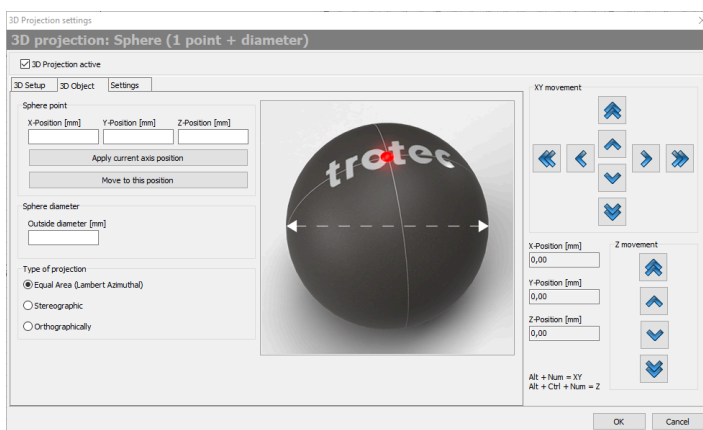 3D Projection settings
3D projection: Sphere (1 point + diameter)
3D Projection active
3D Setup 3D Object Settings
Sphere point
X-Position [mm] Y-Position [mm] Z-Position [mm]
Apply current axis position
Move to this position
Sphere diameter
Outside diameter [mm]
Type of projection
Equal Area (Lambert Azimuthal)
Stereographic
Orthographically
trotec
XY movement
X-Position [mm]
0,00
Y-Position [mm]
0,00
Z-Position [mm]
0,00
Z movement
Alt + Num = XY
Alt + Ctrl + Num = Z
OK Cancel